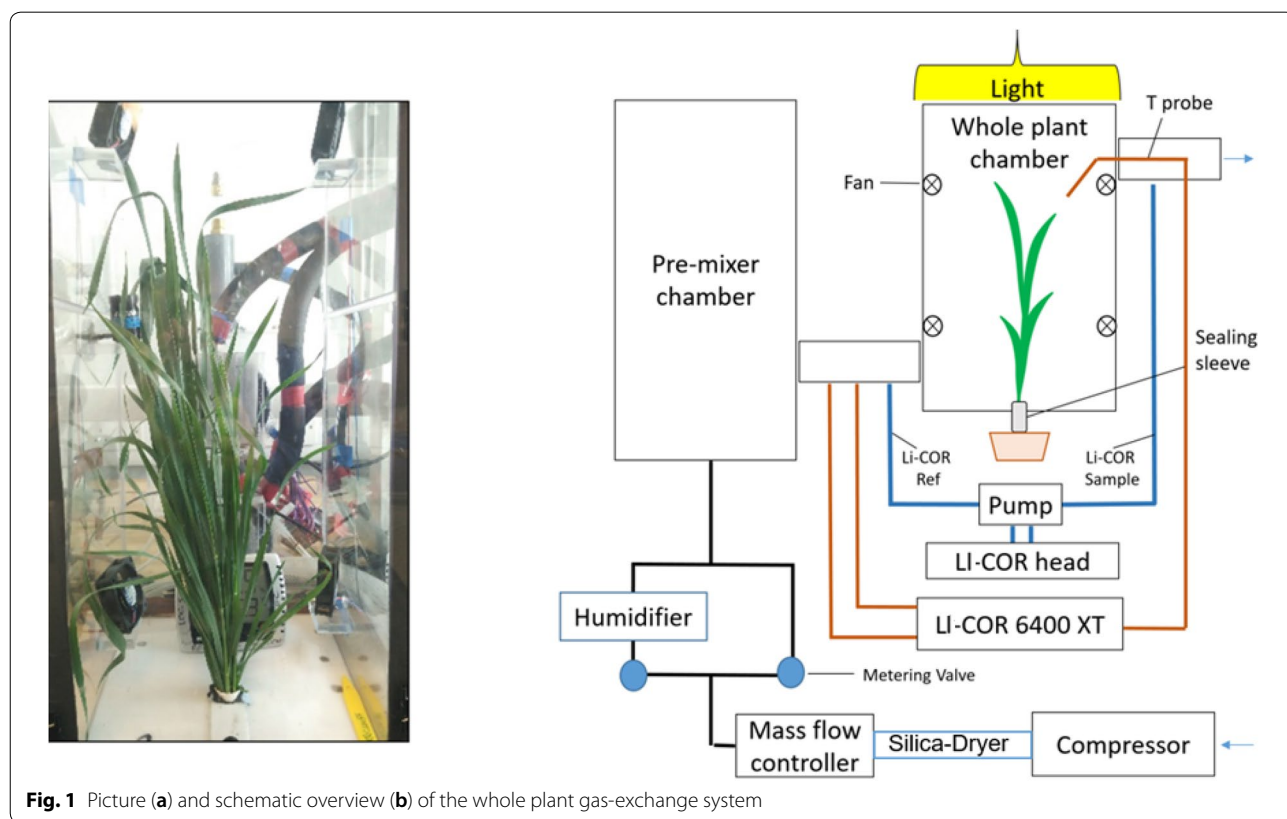 Light
Whole plant
chamber
T probe
Fan
Pre-mixer
chamber
Sealing
sleeve
Li-COR
Ref
Li-COR
Sample
Pump
LI-COR head
Humidifier
LI-COR 6400 XT
Metering Valve
Mass flow
controller
Silica-Dryer
Compressor
Fig. 1 Picture (a) and schematic overview (b) of the whole plant gas-exchange system